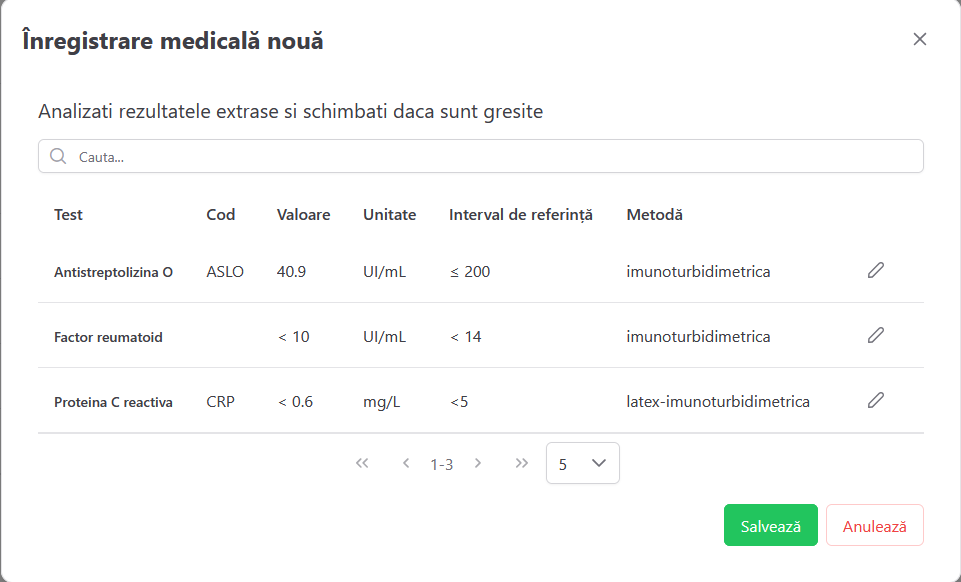 Înregistrare medicală nouă
Analizati rezultatele extrase si schimbati daca sunt gresite
Cauta...
Test Cod Valoare Unitate Interval de referință Metodă
Antistreptolizina O ASLO 40.9 UI/mL ≤ 200 imunoturbidimetrica
Factor reumatoid < 10 UI/mL < 14 imunoturbidimetrica
Proteina C reactiva CRP < 0.6 mg/L <5 latex-imunoturbidimetrica
1-3 5
Salvează Anulează